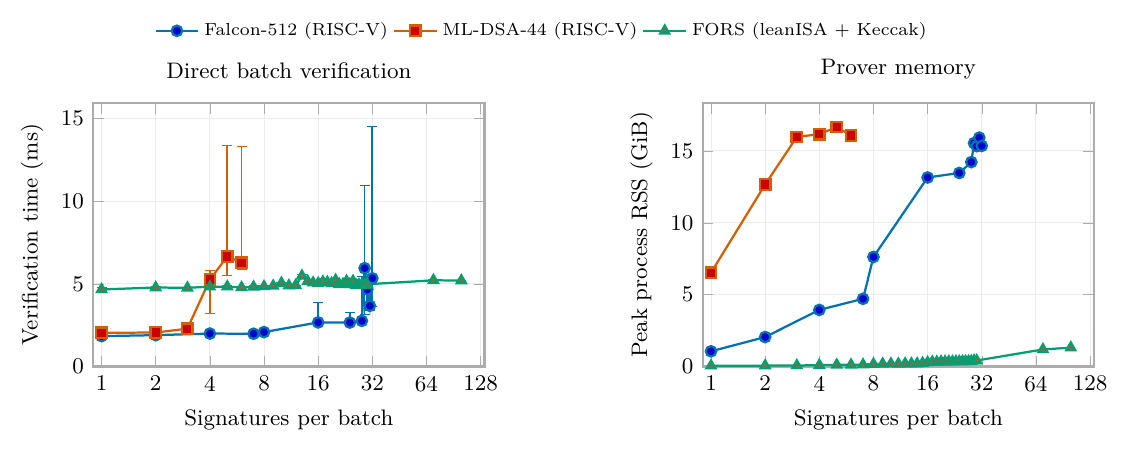 Falcon-512 (RISC-V) ML-DSA-44 (RISC-V) FORS (leanISA + Keccak)
Direct batch verification
Verification time (ms)
15
10
5
0
1 2 4 8 16 32 64 128
Signatures per batch
Prover memory
Peak process RSS (GiB)
15
10
5
0
1 2 4 8 16 32 64 128
Signatures per batch